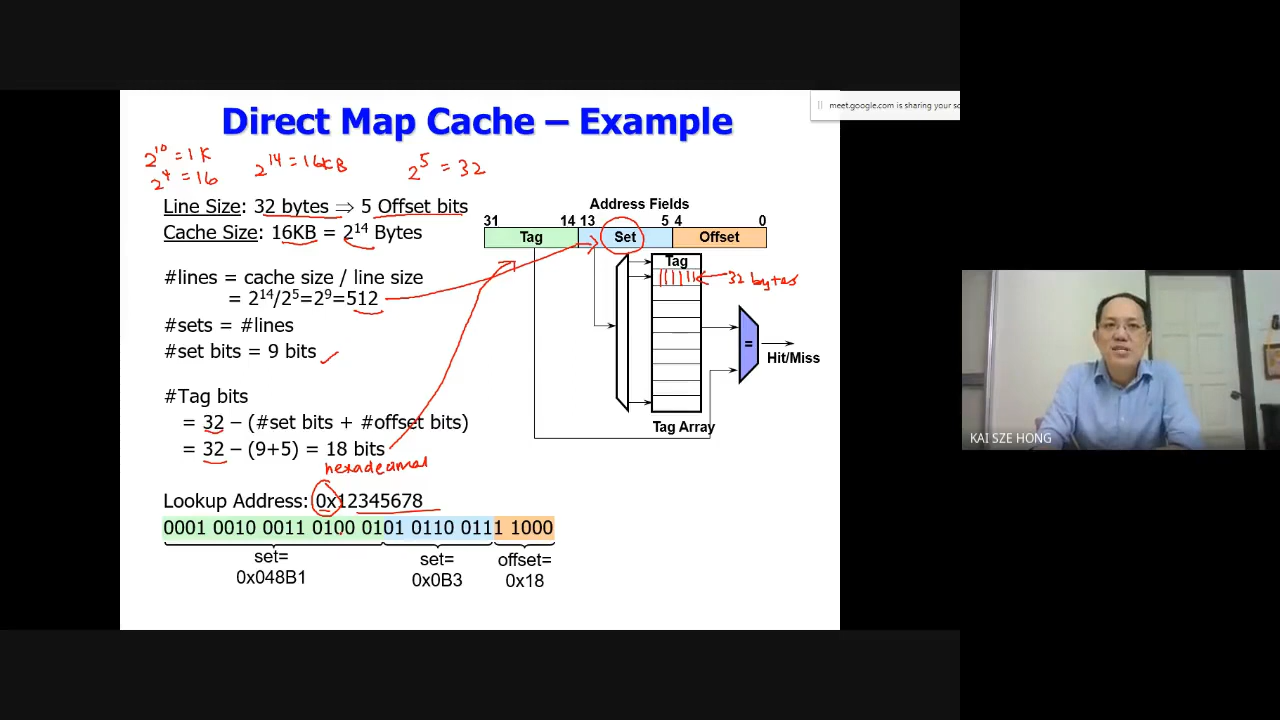 meet.google.com is sharing your sc
Direct Map Cache – Example
2^10 = 1K
2^4 = 16
2^14 = 16KB
2^5 = 32
Line Size: 32 bytes ⇒ 5 Offset bits
Cache Size: 16KB = 2^14 Bytes
#lines = cache size / line size
= 2^14/2^5=2^9=512
#sets = #lines
#set bits = 9 bits
#Tag bits
= 32 – (#set bits + #offset bits)
= 32 – (9+5) = 18 bits
hexadecimal
Lookup Address: 0x12345678
0001 0010 0011 0100 0101 0110 0111 1000
set=
0x048B1
set=
0x0B3
offset=
0x18
Address Fields
31 14 13 5 4 0
Tag Set Offset
Tag
32 bytes
=
Hit/Miss
Tag Array
KAI SZE HONG